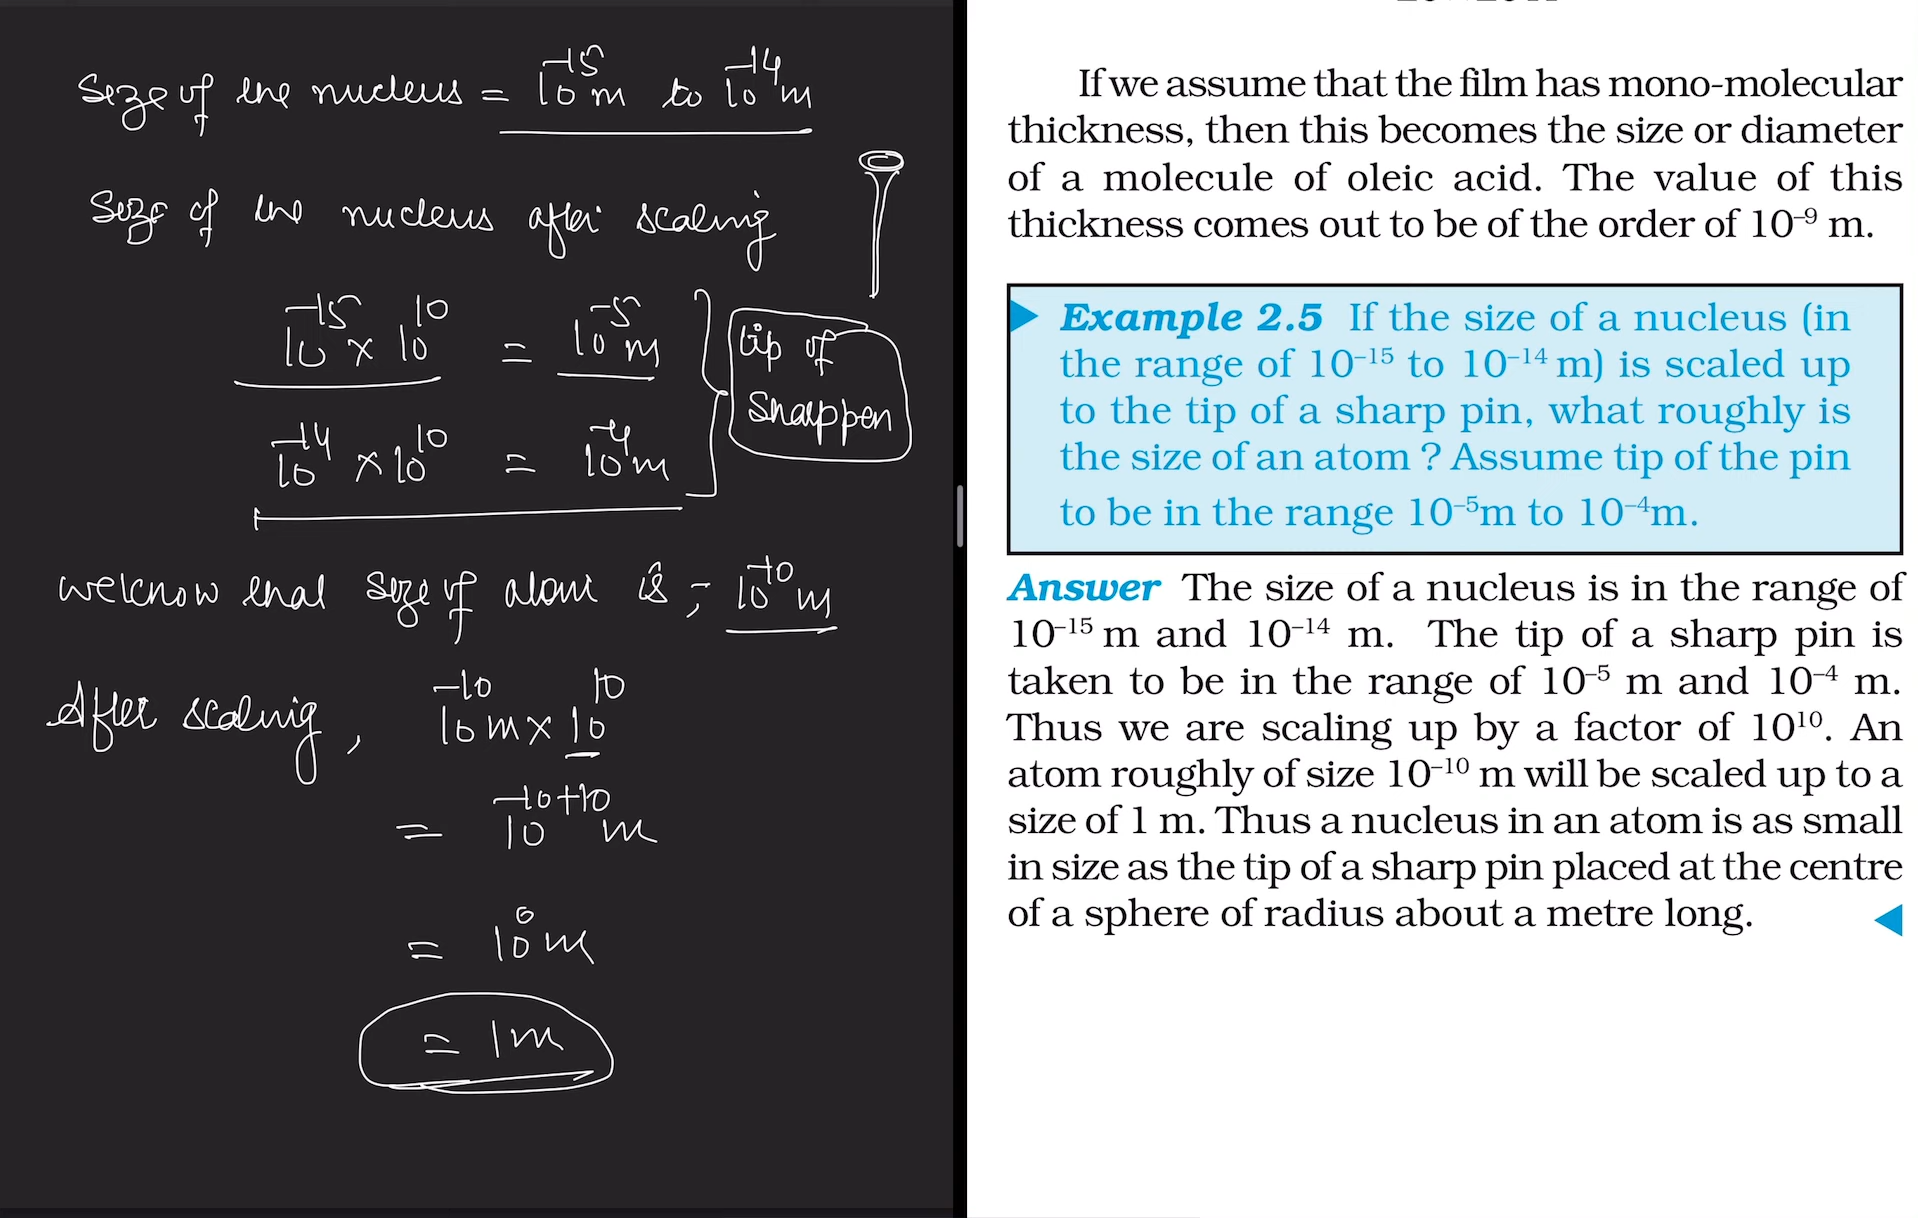 Size of the nucleus = 10⁻¹⁵ m to 10⁻¹⁴ m
Size of the nucleus after scaling
10⁻¹⁵ × 10¹⁰ = 10⁻⁵ m
10⁻¹⁴ × 10¹⁰ = 10⁻⁴ m
tip of
Sharp pen
we know that size of atom is ; 10⁻¹⁰ m
After scaling, 10⁻¹⁰ m × 10¹⁰
= 10⁻¹⁰⁺¹⁰ m
= 10⁰ m
= 1m
If we assume that the film has mono-molecular
thickness, then this becomes the size or diameter
of a molecule of oleic acid. The value of this
thickness comes out to be of the order of 10⁻⁹ m.
Example 2.5 If the size of a nucleus (in
the range of 10⁻¹⁵ to 10⁻¹⁴ m) is scaled up
to the tip of a sharp pin, what roughly is
the size of an atom ? Assume tip of the pin
to be in the range 10⁻⁵m to 10⁻⁴m.
Answer The size of a nucleus is in the range of
10⁻¹⁵ m and 10⁻¹⁴ m. The tip of a sharp pin is
taken to be in the range of 10⁻⁵ m and 10⁻⁴ m.
Thus we are scaling up by a factor of 10¹⁰. An
atom roughly of size 10⁻¹⁰ m will be scaled up to a
size of 1 m. Thus a nucleus in an atom is as small
in size as the tip of a sharp pin placed at the centre
of a sphere of radius about a metre long.